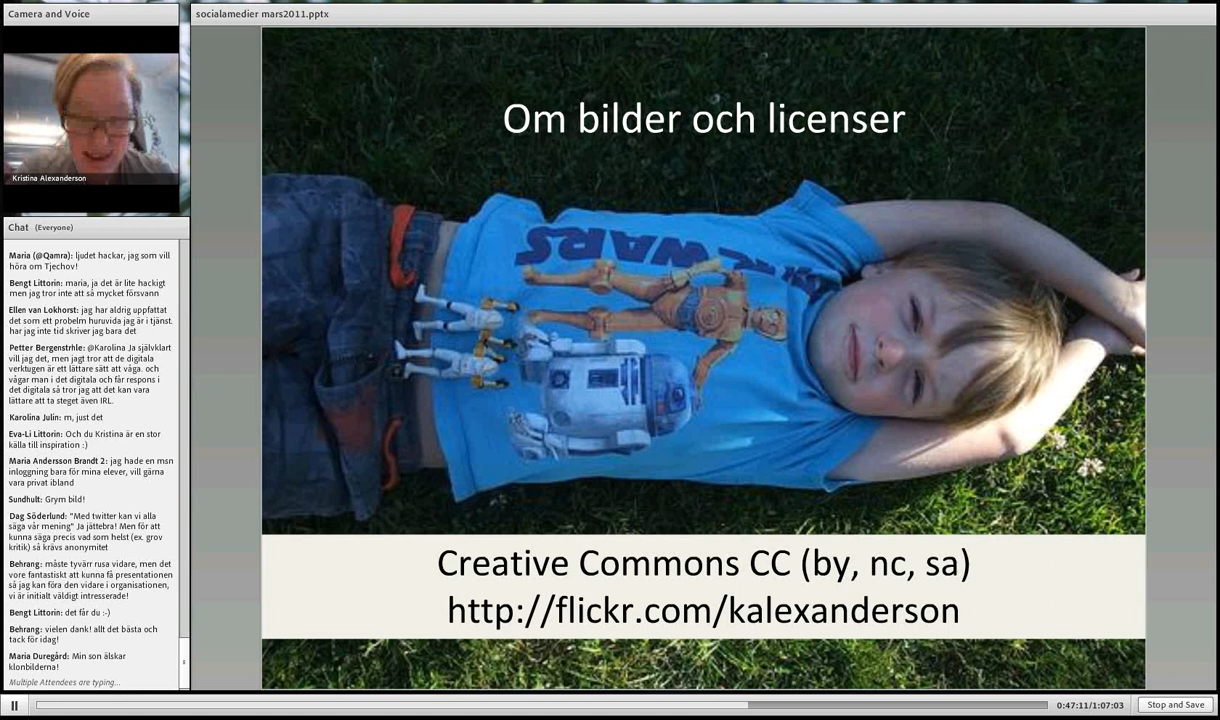 Camera and Voice
socialamedier mars2011.pptx
Kristina Alexanderson
Chat (Everyone)
Maria (@Qamra): ljudet hackar, jag som vill
höra om Tjechov!
Bengt Littorin: maria, ja det är lite hackigt
men jag tror inte att så mycket försvann
Ellen van Lokhorst: jag har aldrig uppfattat
det som ett probelm huruvida jag är i tjänst.
har jag inte tid skriver jag bara det
Petter Bergenstrhle: @Karolina Ja självklart
vill jag det, men jagt tror att de digitala
verktugen är ett lättare sätt att våga. och
vågar man i det digitala och får respons i
det digitala så tror jag att det kan vara
lättare att ta steget även IRL.
Karolina Julin: m, just det
Eva-Li Littorin: Och du Kristina är en stor
källa till inspiration :)
Maria Andersson Brandt 2: jag hade en msn
inloggning bara för mina elever, vill gärna
vara privat ibland
Sundhult: Grym bild!
Dag Söderlund: "Med twitter kan vi alla
säga vår mening" Ja jättebra! Men för att
kunna säga precis vad som helst (ex. grov
kritik) så krävs anonymitet
Behrang: måste tyvärr rusa vidare, men det
vore fantastiskt att kunna få presentationen
så jag kan föra den vidare i organisationen,
vi är initialt väldigt intresserade!
Bengt Littorin: det får du :-)
Behrang: vielen dank! allt det bästa och
tack för idag!
Maria Duregård: Min son älskar
klonbilderna!
Multiple Attendees are typing...
Om bilder och licenser
WARS
Creative Commons CC (by, nc, sa)
http://flickr.com/kalexanderson
0:47:11/1:07:03
Stop and Save